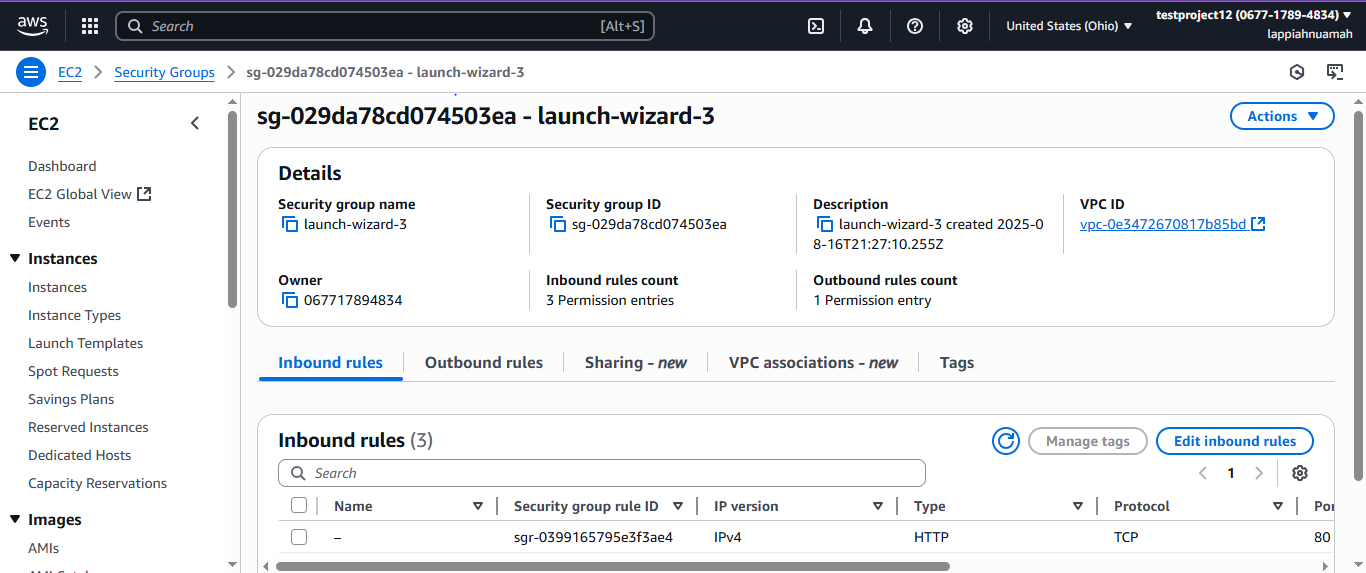 aws
Search [Alt+S]
United States (Ohio)
testproject12 (0677-1789-4834)
lappiahnuamah
EC2 Security Groups sg-029da78cd074503ea - launch-wizard-3
EC2
Dashboard
EC2 Global View
Events
Instances
Instances
Instance Types
Launch Templates
Spot Requests
Savings Plans
Reserved Instances
Dedicated Hosts
Capacity Reservations
Images
AMIs
sg-029da78cd074503ea - launch-wizard-3
Actions
Details
Security group name
launch-wizard-3
Security group ID
sg-029da78cd074503ea
Description
launch-wizard-3 created 2025-0
8-16T21:27:10.255Z
VPC ID
vpc-0e3472670817b85bd
Owner
067717894834
Inbound rules count
3 Permission entries
Outbound rules count
1 Permission entry
Inbound rules Outbound rules Sharing - new VPC associations - new Tags
Inbound rules (3)
Manage tags Edit inbound rules
Search
1
Name Security group rule ID IP version Type Protocol
– sgr-0399165795e3f3ae4 IPv4 HTTP TCP 80